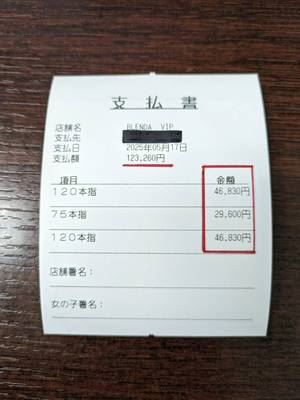 支払書
店舗名 BLENDA VIP
支払先
支払日 2025年05月17日
支払額 123,260円
項目 金額
120本指 46,830円
75本指 29,600円
120本指 46,830円
店舗署名：
女の子署名：